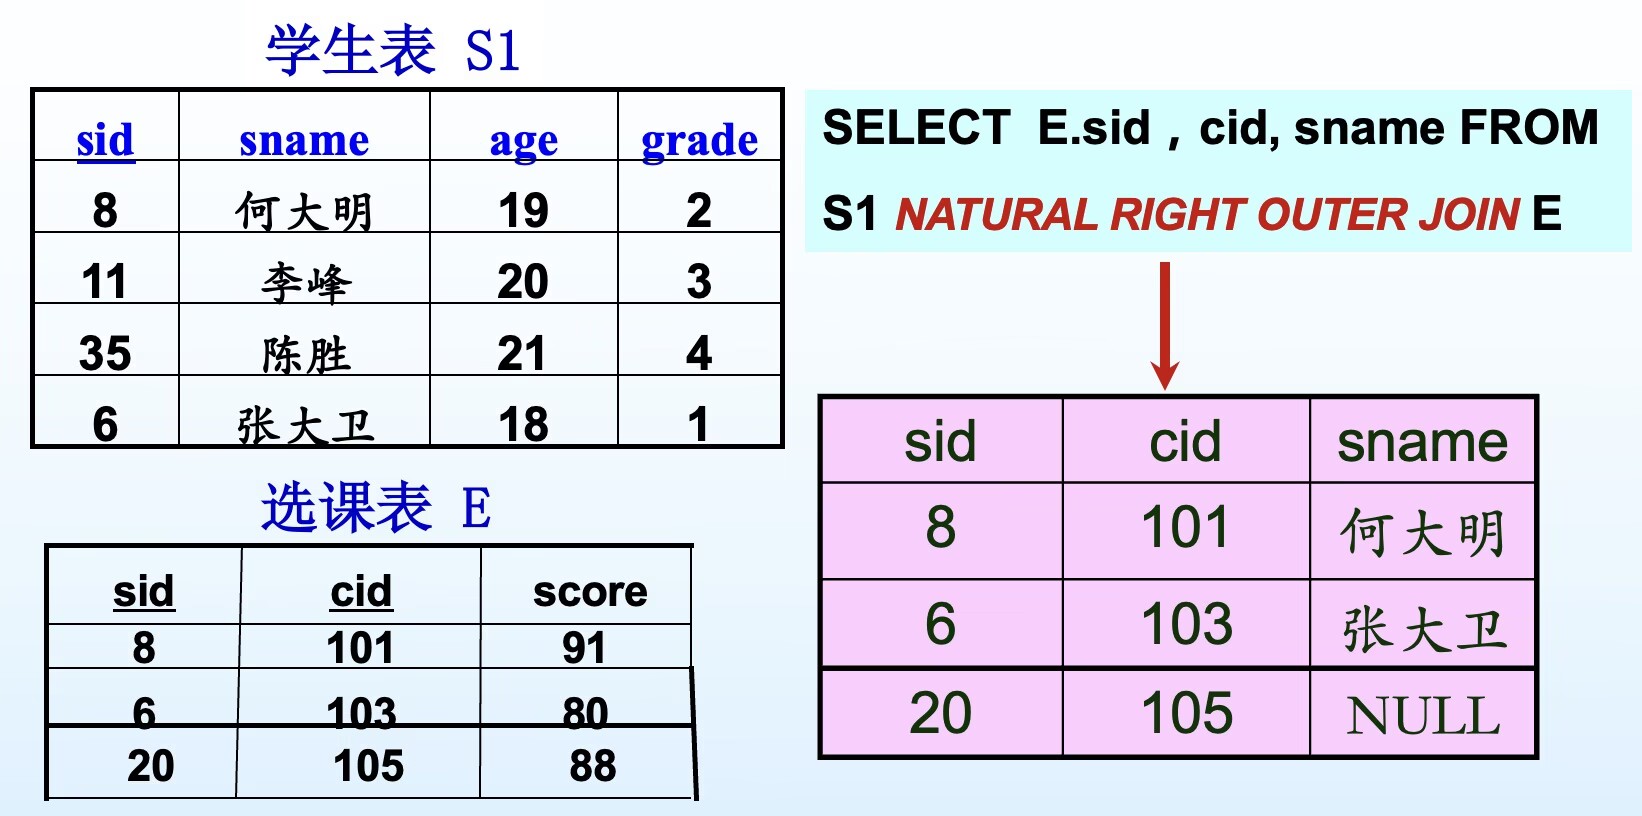 学生表 S1
sid sname age grade
8 何大明 19 2
11 李峰 20 3
35 陈胜 21 4
6 张大卫 18 1
选课表 E
sid cid score
8 101 91
6 103 80
20 105 88
SELECT E.sid，cid, sname FROM
S1 NATURAL RIGHT OUTER JOIN E
sid cid sname
8 101 何大明
6 103 张大卫
20 105 NULL